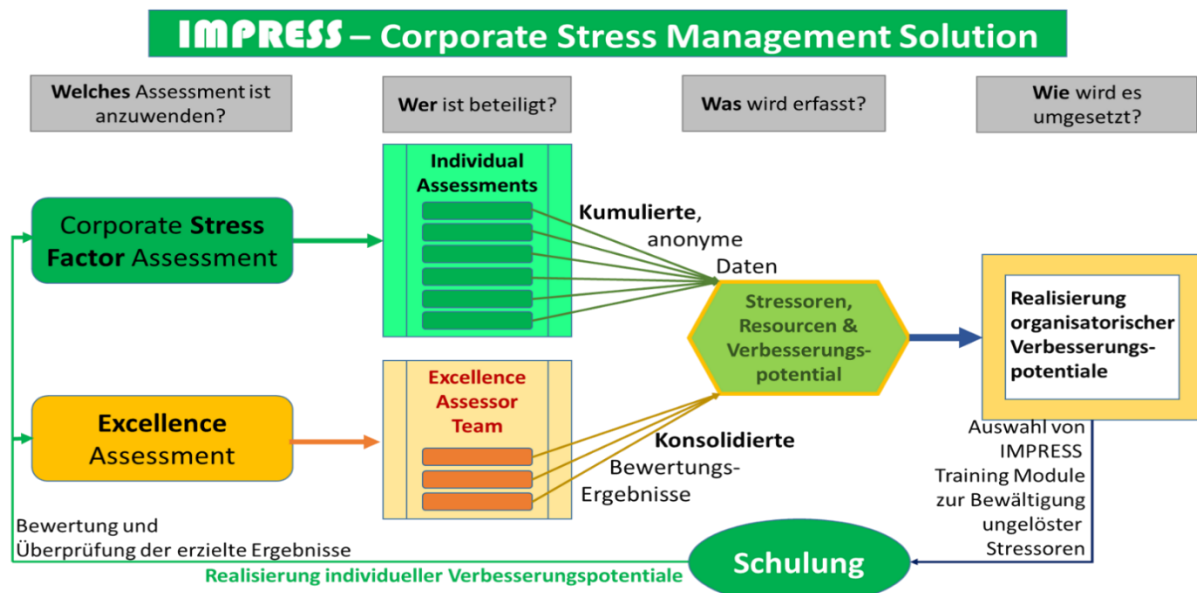 IMPRESS – Corporate Stress Management Solution
Welches Assessment ist
anzuwenden?
Wer ist beteiligt?
Was wird erfasst?
Wie wird es
umgesetzt?
Corporate Stress
Factor Assessment
Individual
Assessments
Kumulierte,
anonyme
Daten
Stressoren,
Resourcen &
Verbesserungs-
potential
Realisierung
organisatorischer
Verbesserungs-
potentiale
Excellence
Assessment
Excellence
Assessor
Team
Konsolidierte
Bewertungs-
Ergebnisse
Auswahl von
IMPRESS
Training Module
zur Bewältigung
ungelöster
Stressoren
Schulung
Bewertung und
Überprüfung der erzielte Ergebnisse
Realisierung individueller Verbesserungspotentiale